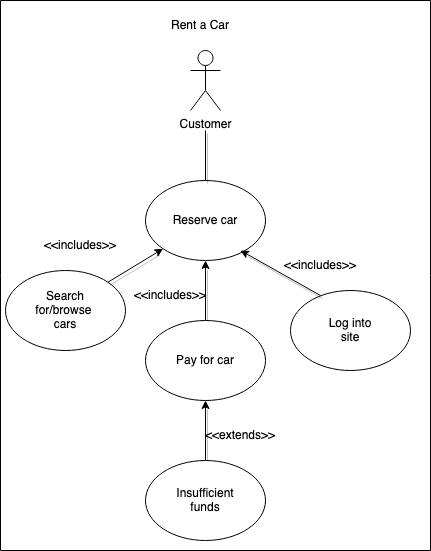 Rent a Car
Customer
Reserve car
<<includes>>
<<includes>>
<<includes>>
Search
for/browse
cars
Log into
site
Pay for car
<<extends>>
Insufficient
funds